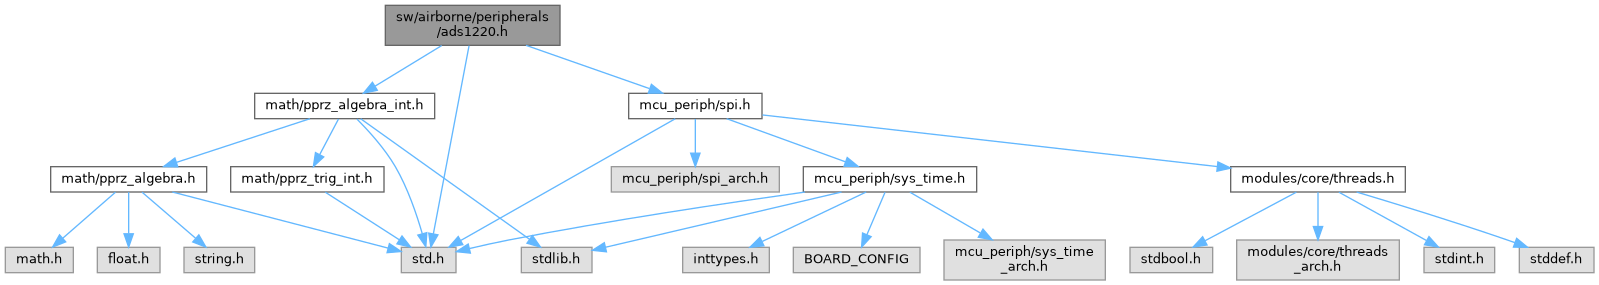 sw/airborne/peripherals
/ads1220.h
math/pprz_algebra_int.h
mcu_periph/spi.h
math/pprz_algebra.h
math/pprz_trig_int.h
mcu_periph/spi_arch.h
mcu_periph/sys_time.h
modules/core/threads.h
math.h
float.h
string.h
std.h
stdlib.h
inttypes.h
BOARD_CONFIG
mcu_periph/sys_time
_arch.h
stdbool.h
modules/core/threads
_arch.h
stdint.h
stddef.h